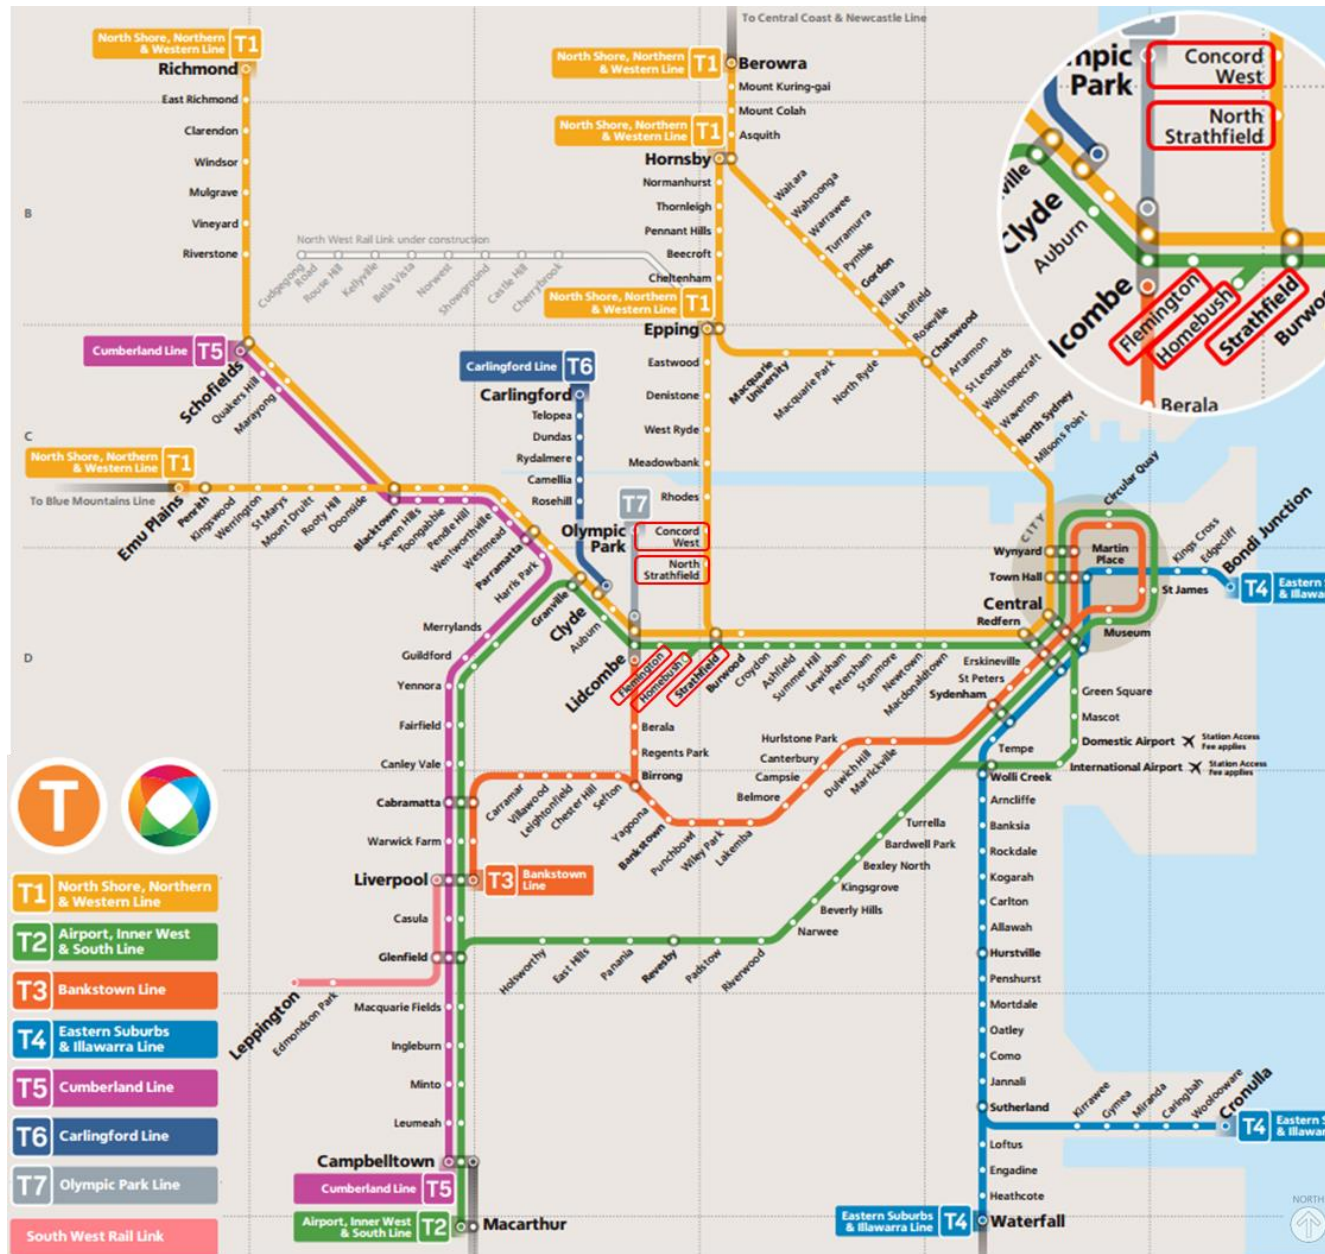 To Central Coast & Newcastle Line
North Shore, Northern
& Western Line
T1
Richmond
East Richmond
Clarendon
Windsor
Mulgrave
Vineyard
Riverstone
North Shore, Northern
& Western Line
T1
Berowra
Mount Kuring-gai
Mount Colah
Asquith
North Shore, Northern
& Western Line
T1
Hornsby
Normanhurst
Thornleigh
Pennant Hills
Beecroft
Cheltenham
North Shore, Northern
& Western Line
T1
Epping
Eastwood
Denistone
West Ryde
Meadowbank
Rhodes
Concord
West
North
Strathfield
Waitara
Wahroonga
Warrawee
Turramurra
Pymble
Gordon
Killara
Lindfield
Roseville
Chatswood
Artarmon
St Leonards
Wollstonecraft
Waverton
North Sydney
Milsons Point
Macquarie
University
Macquarie Park
North Ryde
B
C
D
North West Rail Link under construction
Cudgegong
Road
Rouse Hill
Kellyville
Bella Vista
Norwest
Showground
Castle Hill
Cherrybrook
Cumberland Line
T5
Schofields
Quakers Hill
Marayong
North Shore, Northern
& Western Line
T1
To Blue Mountains Line
Emu Plains
Penrith
Kingswood
Werrington
St Marys
Mount Druitt
Rooty Hill
Doonside
Blacktown
Seven Hills
Toongabbie
Pendle Hill
Wentworthville
Westmead
Parramatta
Harris Park
Granville
Clyde
Auburn
Lidcombe
Flemington
Homebush
Strathfield
Burwood
Croydon
Ashfield
Summer Hill
Lewisham
Petersham
Stanmore
Newtown
Macdonaldtown
Carlingford Line
T6
Carlingford
Telopea
Dundas
Rydalmere
Camellia
Rosehill
T7
Olympic
Park
CITY
Wynyard
Town Hall
Central
Redfern
Circular Quay
Martin
Place
St James
Museum
Kings Cross
Edgecliff
Bondi Junction
T4
Eastern S
& Illawa
Erskineville
St Peters
Sydenham
Green Square
Mascot
Domestic Airport
Station Access
Fee applies
International Airport
Station Access
Fee applies
Tempe
Wolli Creek
Arncliffe
Banksia
Rockdale
Kogarah
Carlton
Allawah
Hurstville
Penshurst
Mortdale
Oatley
Como
Jannali
Sutherland
Loftus
Engadine
Heathcote
Waterfall
Eastern Suburbs
& Illawarra Line
T4
Kirrawee
Gymea
Miranda
Caringbah
Woolooware
Cronulla
T4
Eastern S
& Illawar
Merrylands
Guildford
Yennora
Fairfield
Canley Vale
Cabramatta
Warwick Farm
Liverpool
Casula
Glenfield
Macquarie Fields
Ingleburn
Minto
Leumeah
Campbelltown
Cumberland Line
T5
Airport, Inner West
& South Line
T2
Macarthur
Leppington
Edmondson Park
T3
Bankstown
Line
Carramar
Villawood
Leightonfield
Chester Hill
Sefton
Berala
Regents Park
Birrong
Yagoona
Bankstown
Punchbowl
Wiley Park
Lakemba
Belmore
Campsie
Canterbury
Hurlstone Park
Dulwich Hill
Marrickville
Turrella
Bardwell Park
Bexley North
Kingsgrove
Beverly Hills
Narwee
Riverwood
Padstow
Revesby
Panania
East Hills
Holsworthy
T
T1
North Shore, Northern
& Western Line
T2
Airport, Inner West
& South Line
T3
Bankstown Line
T4
Eastern Suburbs
& Illawarra Line
T5
Cumberland Line
T6
Carlingford Line
T7
Olympic Park Line
South West Rail Link
mpic
Park
Concord
West
North
Strathfield
ville
Clyde
Auburn
lcombe
Flemington
Homebush
Strathfield
Burwo
Berala
NORTH